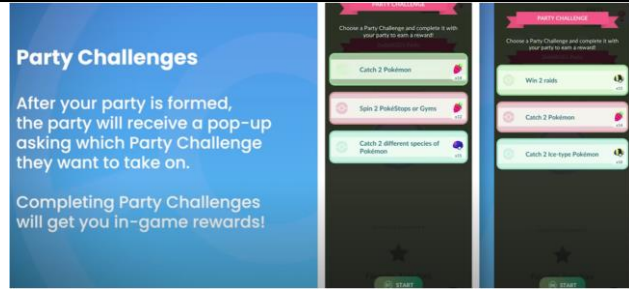 Party Challenges
After your party is formed,
the party will receive a pop-up
asking which Party Challenge
they want to take on.
Completing Party Challenges
will get you in-game rewards!
PARTY CHALLENGE
Choose a Party Challenge and complete it with
your party to earn a reward!
Catch 2 Pokémon
Spin 2 PokéStops or Gyms
Catch 2 different species of
Pokémon
START
PARTY CHALLENGE
Choose a Party Challenge and complete it with
your party to earn a reward!
Win 2 raids
Catch 2 Pokémon
Catch 2 Ice-type Pokémon
START